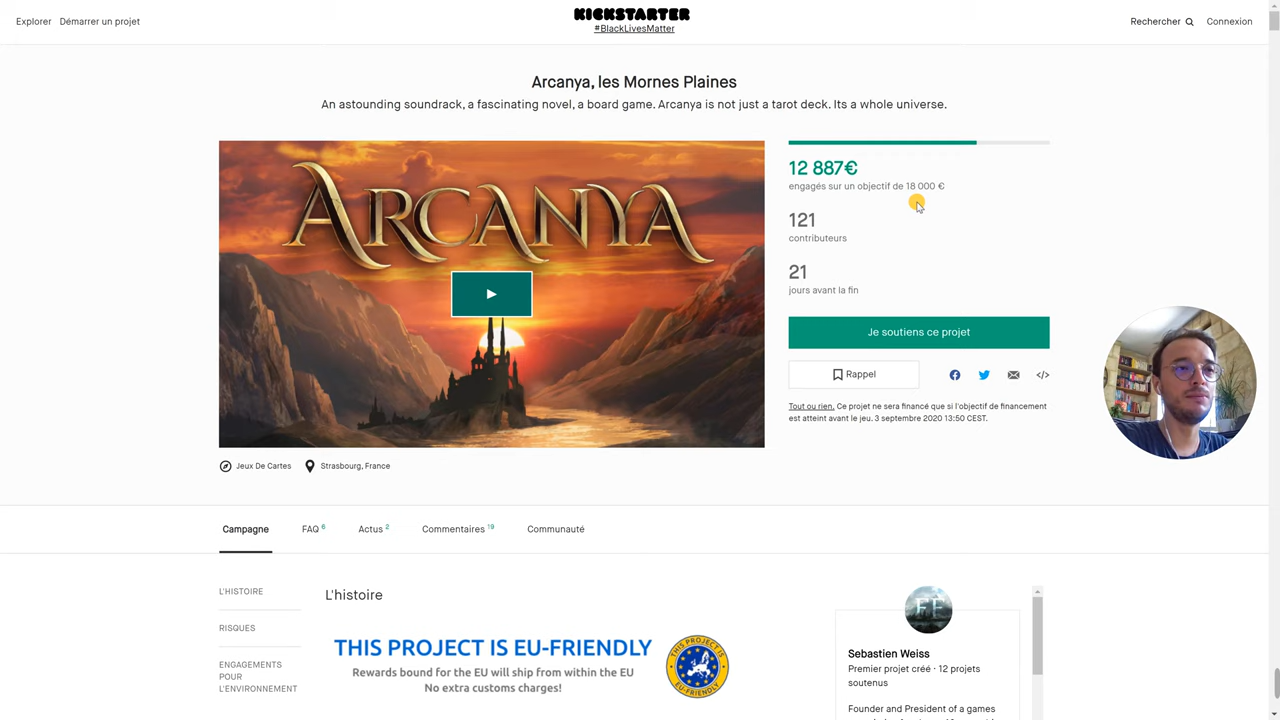 Explorer Démarrer un projet
KICKSTARTER
#BlackLivesMatter
Rechercher
Connexion
Arcanya, les Mornes Plaines
An astounding soundrack, a fascinating novel, a board game. Arcanya is not just a tarot deck. Its a whole universe.
ARCANYA
12 887€
engagés sur un objectif de 18 000 €
121
contributeurs
21
jours avant la fin
Je soutiens ce projet
Rappel
Tout ou rien. Ce projet ne sera financé que si l'objectif de financement
est atteint avant le jeu. 3 septembre 2020 13:50 CEST.
Jeux De Cartes
Strasbourg, France
Campagne
FAQ 6
Actus 2
Commentaires 19
Communauté
L'HISTOIRE
RISQUES
ENGAGEMENTS
POUR
L'ENVIRONNEMENT
L'histoire
THIS PROJECT IS EU-FRIENDLY
Rewards bound for the EU will ship from within the EU
No extra customs charges!
THIS PROJECT IS
EU-FRIENDLY
FF
Sebastien Weiss
Premier projet créé · 12 projets
soutenus
Founder and President of a games